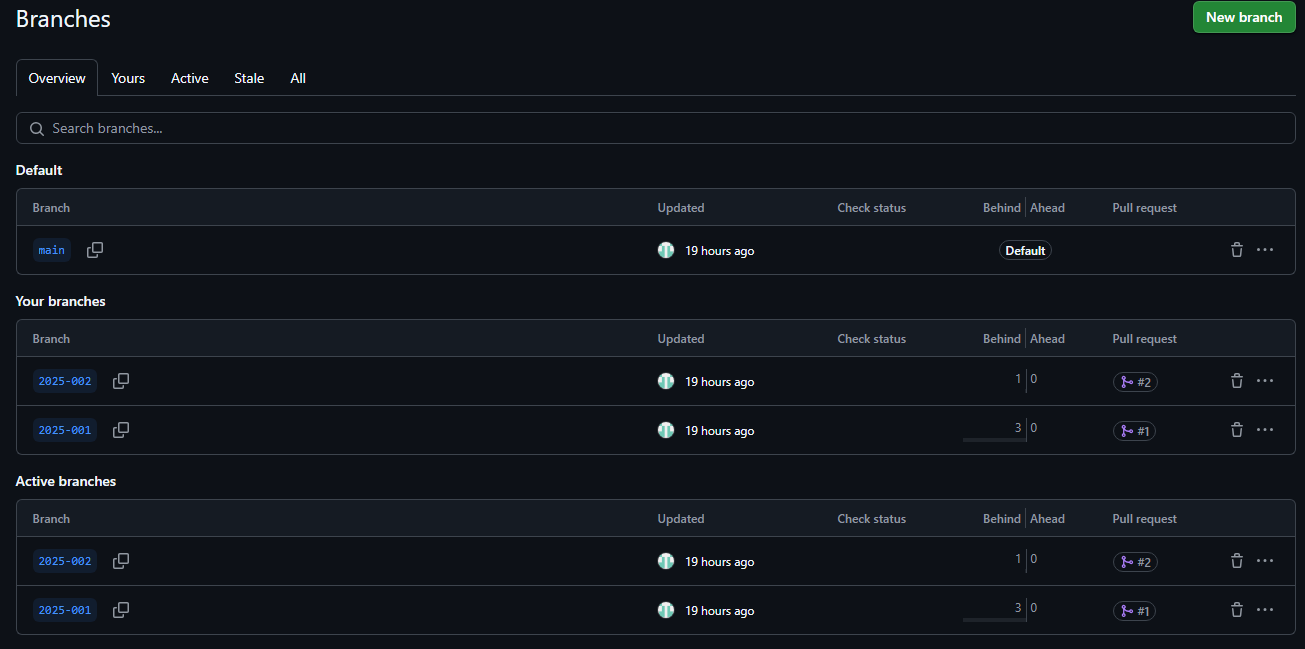 Branches
New branch
Overview Yours Active Stale All
Search branches...
Default
Branch Updated Check status Behind Ahead Pull request
main 19 hours ago Default
Your branches
Branch Updated Check status Behind Ahead Pull request
2025-002 19 hours ago 1 0 #2
2025-001 19 hours ago 3 0 #1
Active branches
Branch Updated Check status Behind Ahead Pull request
2025-002 19 hours ago 1 0 #2
2025-001 19 hours ago 3 0 #1